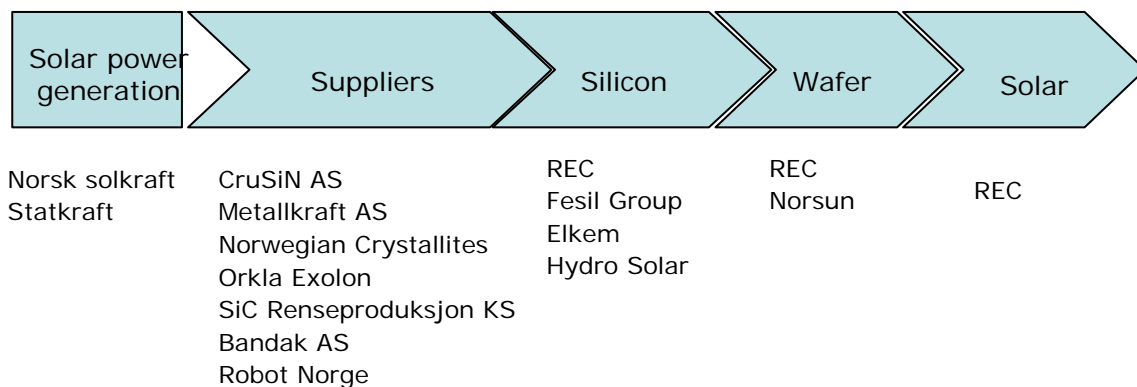 Solar power
generation
Suppliers
Silicon
Wafer
Solar
Norsk solkraft
Statkraft
CruSiN AS
Metallkraft AS
Norwegian Crystallites
Orkla Exolon
SiC Renseproduksjon KS
Bandak AS
Robot Norge
REC
Fesil Group
Elkem
Hydro Solar
REC
Norsun
REC